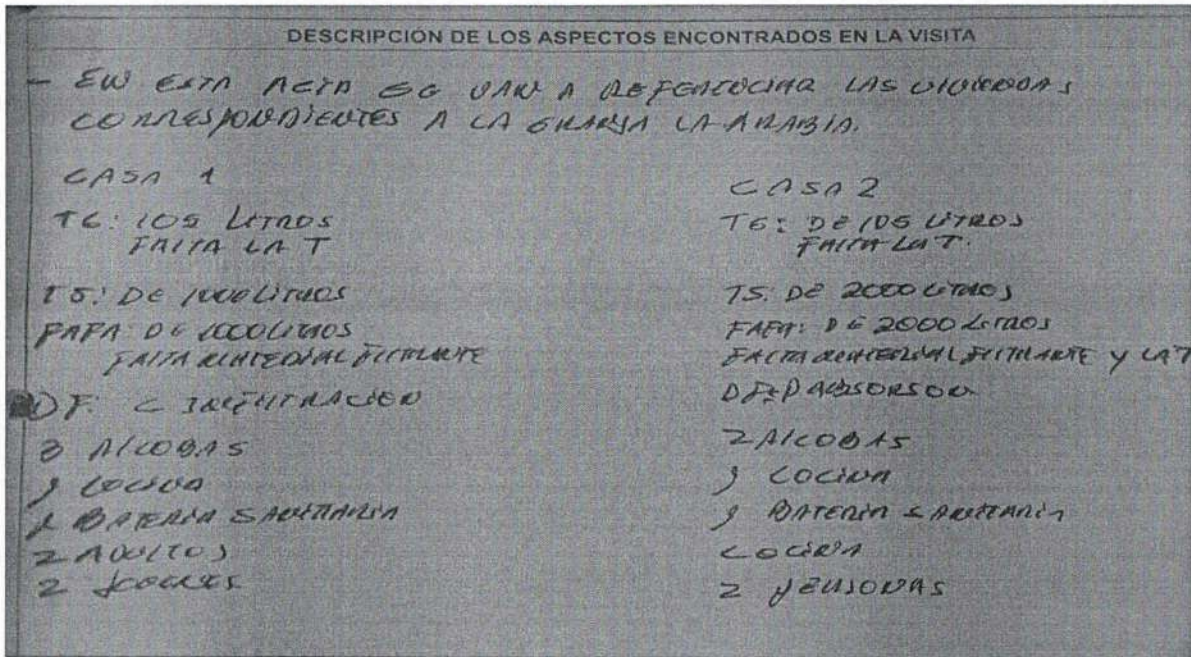 DESCRIPCIÓN DE LOS ASPECTOS ENCONTRADOS EN LA VISITA
- EN ESTA ACTA SE VAN A REFERENCIAR LAS VIVIENDAS
CORRESPONDIENTES A LA GRANJA LA ARABIA.
CASA 1
TG: 105 LITROS
FALTA LA T
TS: DE 1000 LITROS
FAFA: DE 1000 LITROS
FALTA MATERIAL FILTRANTE
DF: C INFILTRACION
3 ALCOBAS
1 COCINA
1 BATERIA SANITARIA
2 ADULTOS
2
CASA 2
TG: DE 105 LITROS
FALTA LA T.
TS: DE 2000 LITROS
FAFA: DE 2000 LITROS
FALTA MATERIAL FILTRANTE Y LA T
DF: P ABSORSON
2 ALCOBAS
1 COCINA
1 BATERIA SANITARIA
COCINA
2 PERSONAS